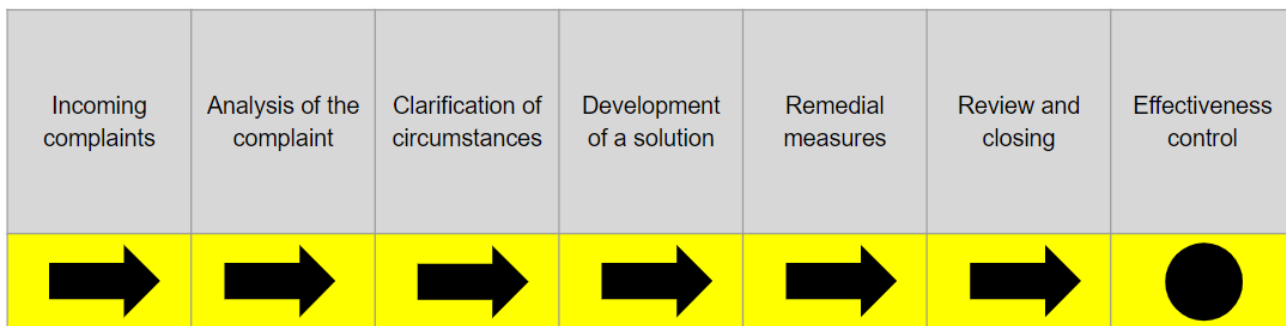 Incoming
complaints
Analysis of the
complaint
Clarification of
circumstances
Development
of a solution
Remedial
measures
Review and
closing
Effectiveness
control